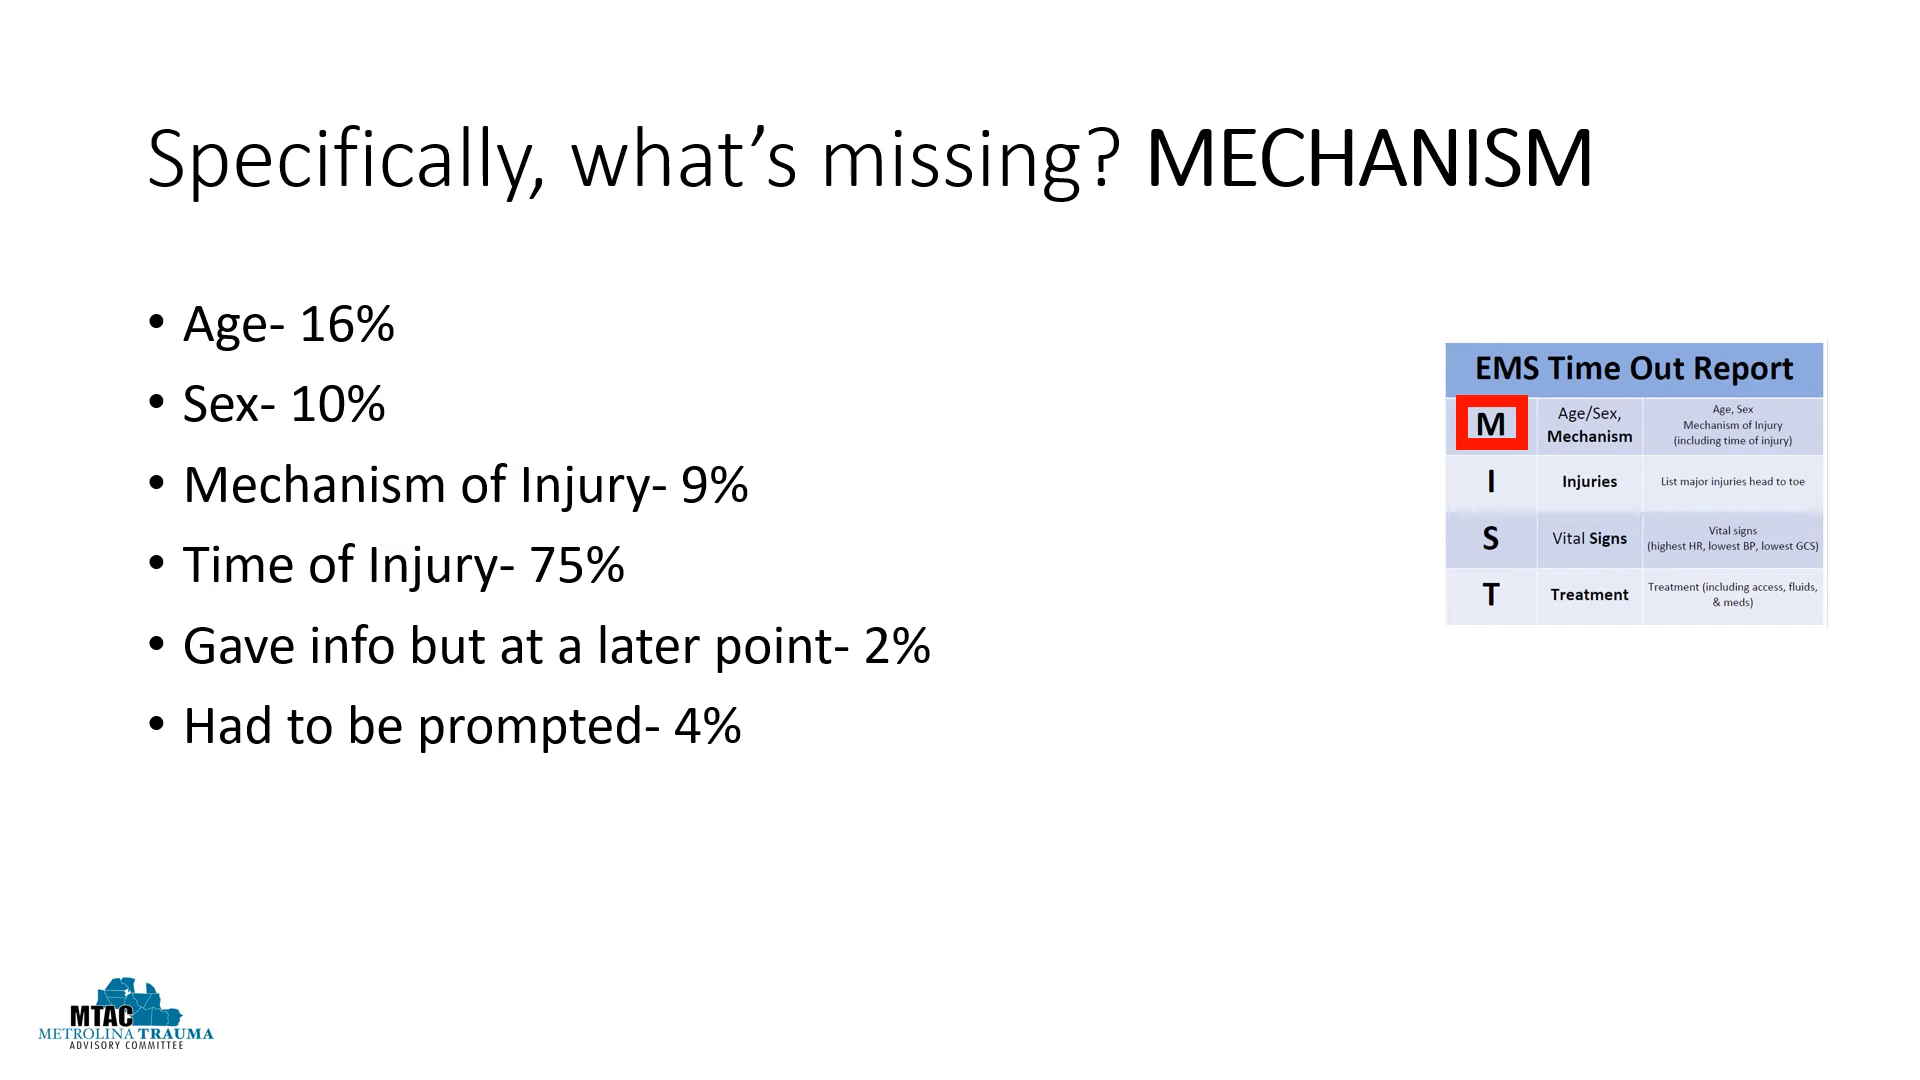 Specifically, what’s missing? MECHANISM
• Age- 16%
• Sex- 10%
• Mechanism of Injury- 9%
• Time of Injury- 75%
• Gave info but at a later point- 2%
• Had to be prompted- 4%
EMS Time Out Report
M
Age/Sex,
Mechanism
Age, Sex
Mechanism of Injury
(including time of injury)
I
Injuries
List major injuries head to toe
S
Vital Signs
Vital signs
(highest HR, lowest BP, lowest GCS)
T
Treatment
Treatment (including access, fluids,
& meds)
MTAC
METROLINA TRAUMA
ADVISORY COMMITTEE